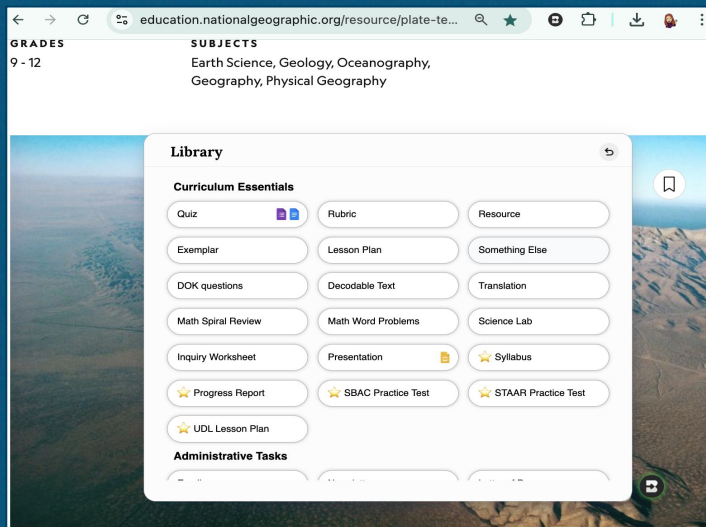 education.nationalgeographic.org/resource/plate-te...
GRADES
9 - 12
SUBJECTS
Earth Science, Geology, Oceanography,
Geography, Physical Geography
Library
Curriculum Essentials
Quiz
Rubric
Resource
Exemplar
Lesson Plan
Something Else
DOK questions
Decodable Text
Translation
Math Spiral Review
Math Word Problems
Science Lab
Inquiry Worksheet
Presentation
Syllabus
Progress Report
SBAC Practice Test
STAAR Practice Test
UDL Lesson Plan
Administrative Tasks